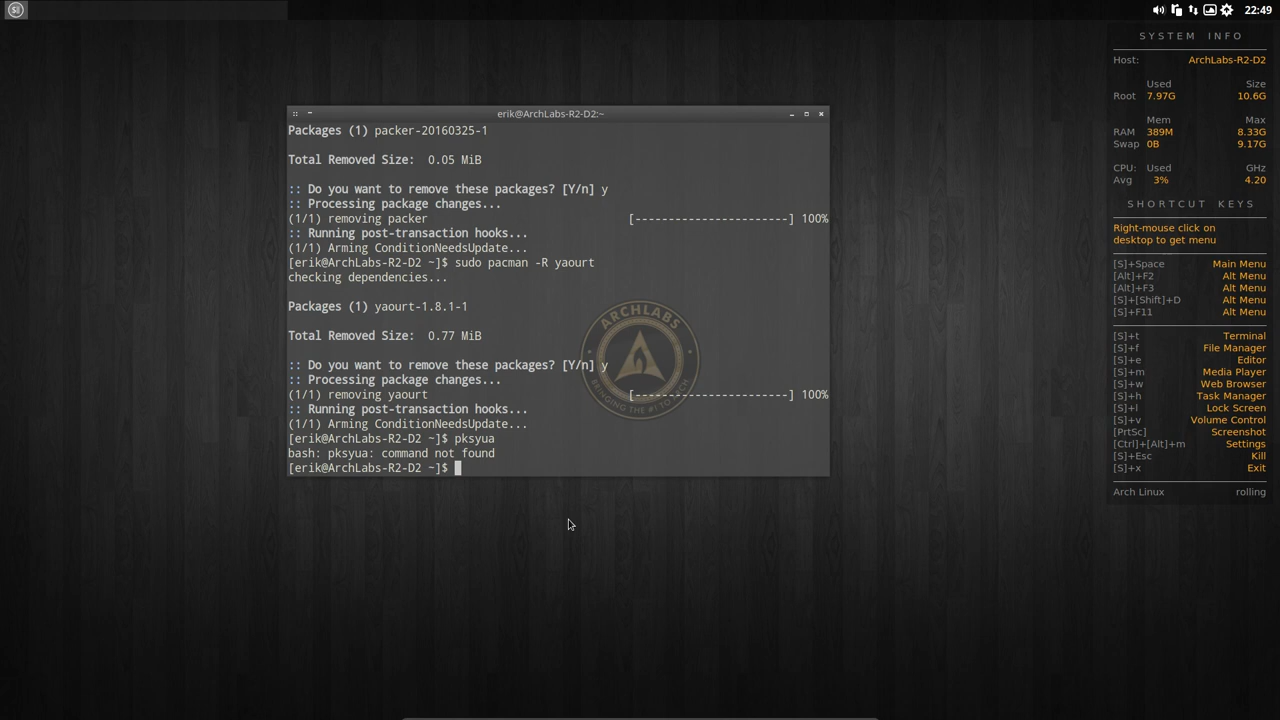 22:49
erik@ArchLabs-R2-D2:~
Packages (1) packer-20160325-1
Total Removed Size:  0.05 MiB
:: Do you want to remove these packages? [Y/n] y
:: Processing package changes...
(1/1) removing packer [-----------------------] 100%
:: Running post-transaction hooks...
(1/1) Arming ConditionNeedsUpdate...
[erik@ArchLabs-R2-D2 ~]$ sudo pacman -R yaourt
checking dependencies...
Packages (1) yaourt-1.8.1-1
Total Removed Size:  0.77 MiB
:: Do you want to remove these packages? [Y/n] y
:: Processing package changes...
(1/1) removing yaourt [-----------------------] 100%
:: Running post-transaction hooks...
(1/1) Arming ConditionNeedsUpdate...
[erik@ArchLabs-R2-D2 ~]$ pksyua
bash: pksyua: command not found
[erik@ArchLabs-R2-D2 ~]$
ARCHLABS
BRINGING THE #1 TO ARCH
SYSTEM INFO
Host: ArchLabs-R2-D2
Used Size
Root 7.97G 10.6G
Mem Max
RAM 389M 8.33G
Swap 0B 9.17G
CPU: Used GHz
Avg 3% 4.20
SHORTCUT KEYS
Right-mouse click on
desktop to get menu
[S]+Space Main Menu
[Alt]+F2 Alt Menu
[Alt]+F3 Alt Menu
[S]+[Shift]+D Alt Menu
[S]+F11 Alt Menu
[S]+t Terminal
[S]+f File Manager
[S]+e Editor
[S]+m Media Player
[S]+w Web Browser
[S]+h Task Manager
[S]+l Lock Screen
[S]+v Volume Control
[PrtSc] Screenshot
[Ctrl]+[Alt]+m Settings
[S]+Esc Kill
[S]+x Exit
Arch Linux rolling